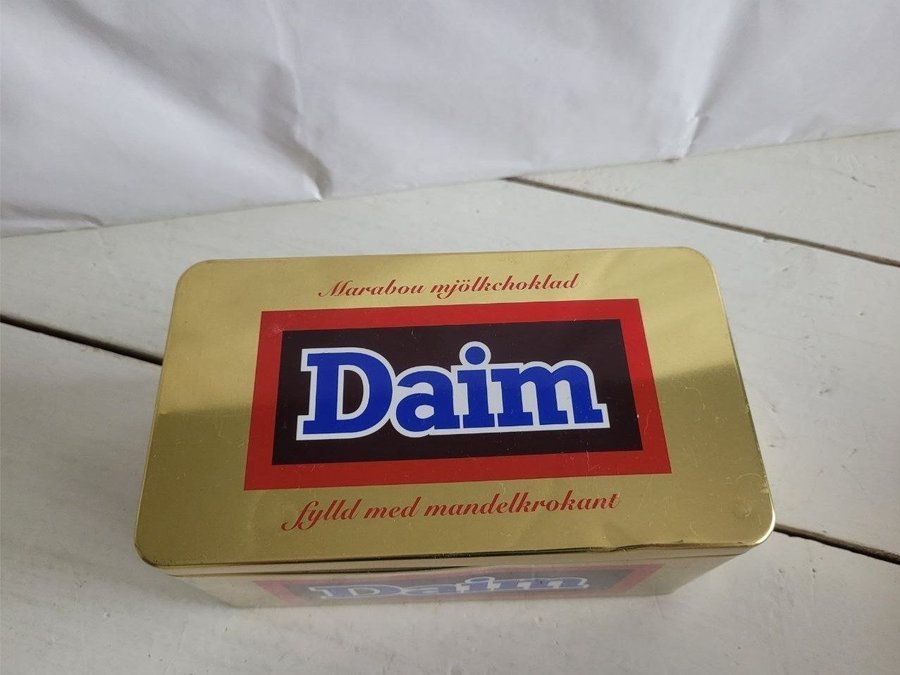 Marabou mjölkchoklad
Daim
fylld med mandelkrokant
Daim